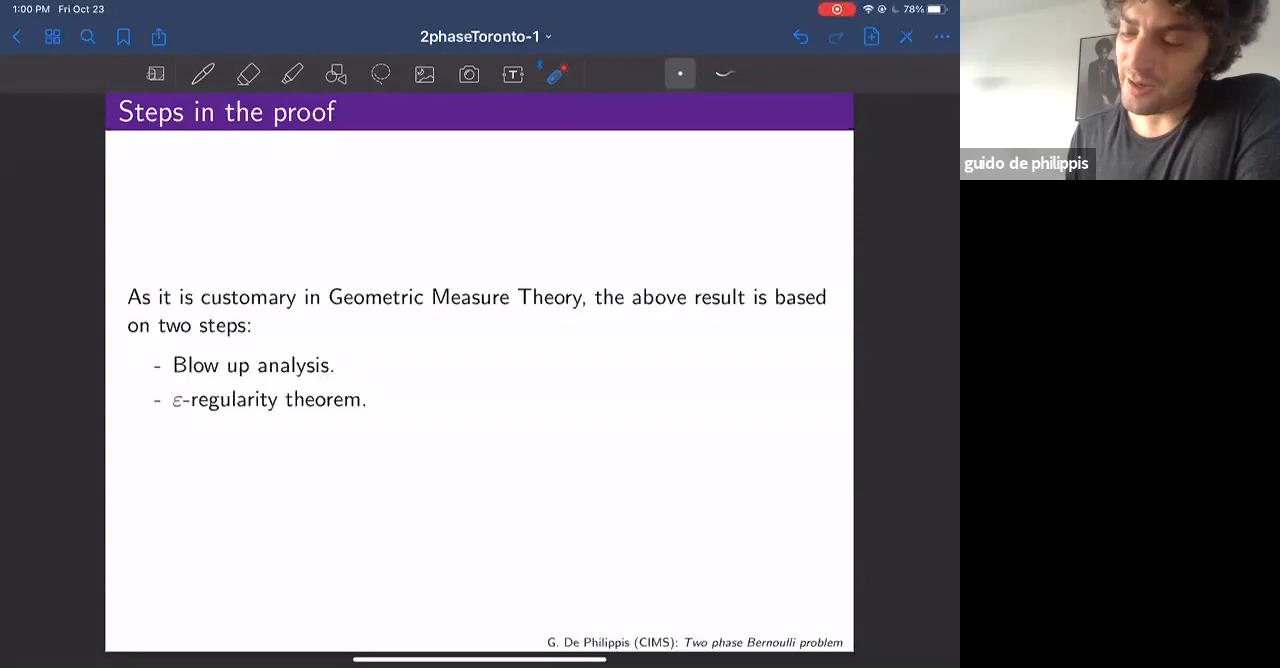 1:00 PM Fri Oct 23
78%
2phaseToronto-1
T
Steps in the proof
As it is customary in Geometric Measure Theory, the above result is based
on two steps:
- Blow up analysis.
- ε-regularity theorem.
G. De Philippis (CIMS): Two phase Bernoulli problem
guido de philippis